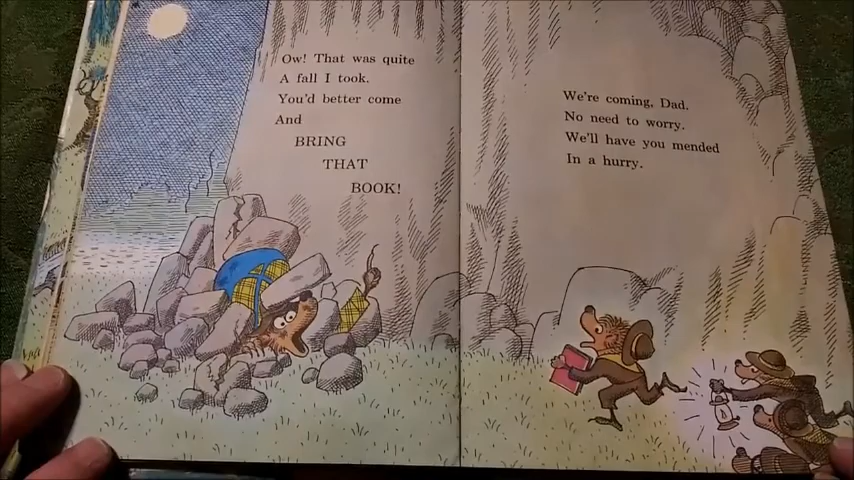 Ow! That was quite
A fall I took.
You'd better come
And
BRING
THAT
BOOK!
We're coming, Dad.
No need to worry.
We'll have you mended
In a hurry.